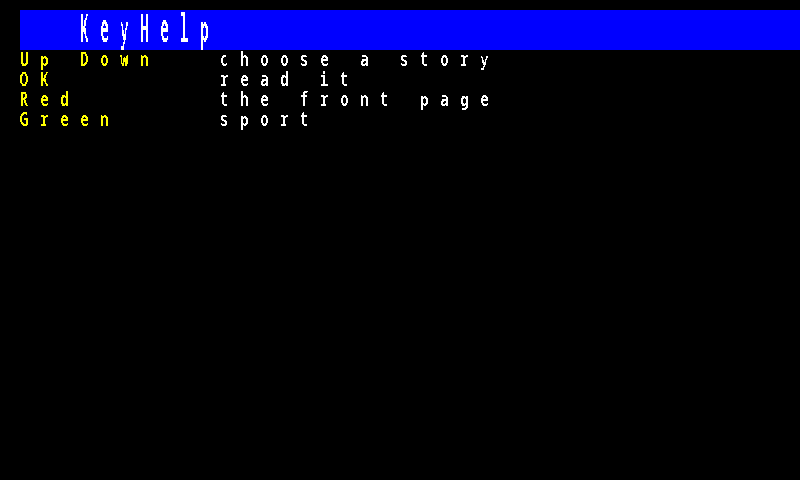 KeyHelp
Up Down choose a story
OK read it
Red the front page
Green sport